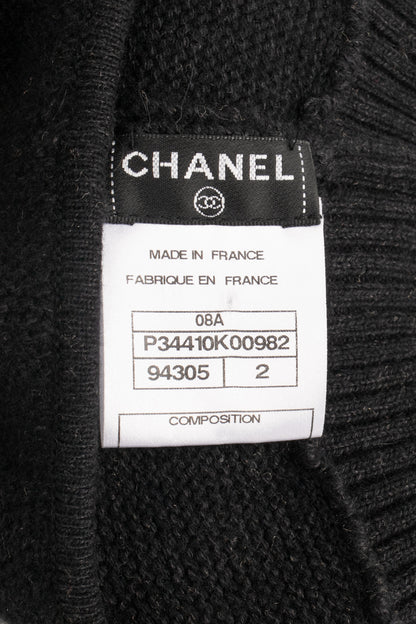 CHANEL
MADE IN FRANCE
FABRIQUE EN FRANCE
08A
P34410K00982
94305 2
COMPOSITION